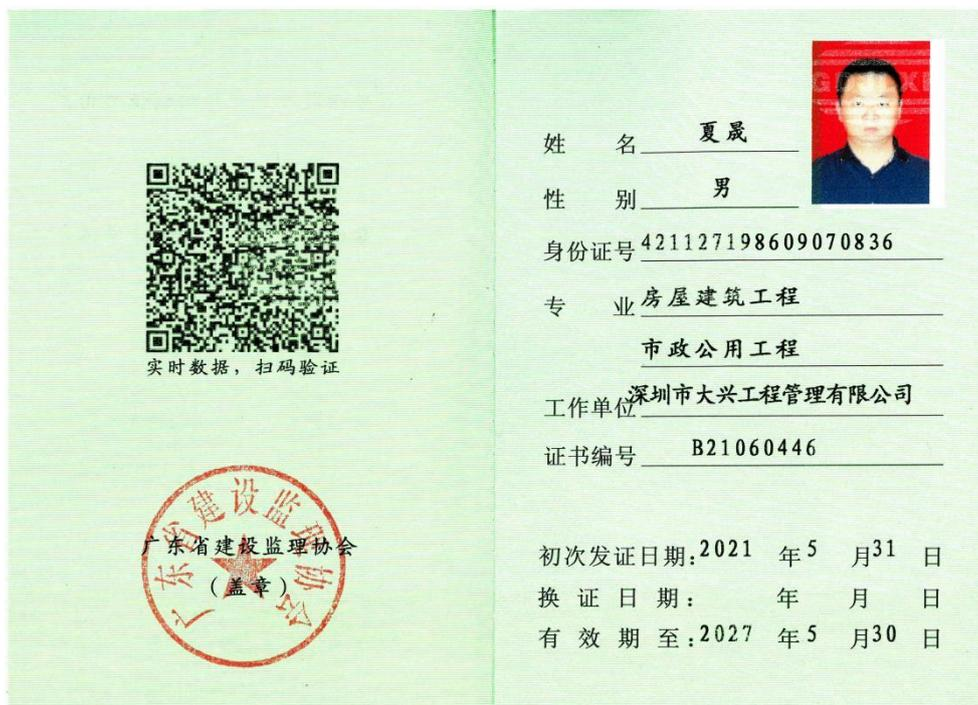 实时数据，扫码验证
广东省建设监理协会
广东省建设监理协会
（盖章）
姓 名 夏晟
性 别 男
身份证号 421127198609070836
专 业 房屋建筑工程
市政公用工程
工作单位 深圳市大兴工程管理有限公司
证书编号 B21060446
初次发证日期：2021 年 5 月 31 日
换 证 日 期： 年 月 日
有 效 期 至：2027 年 5 月 30 日